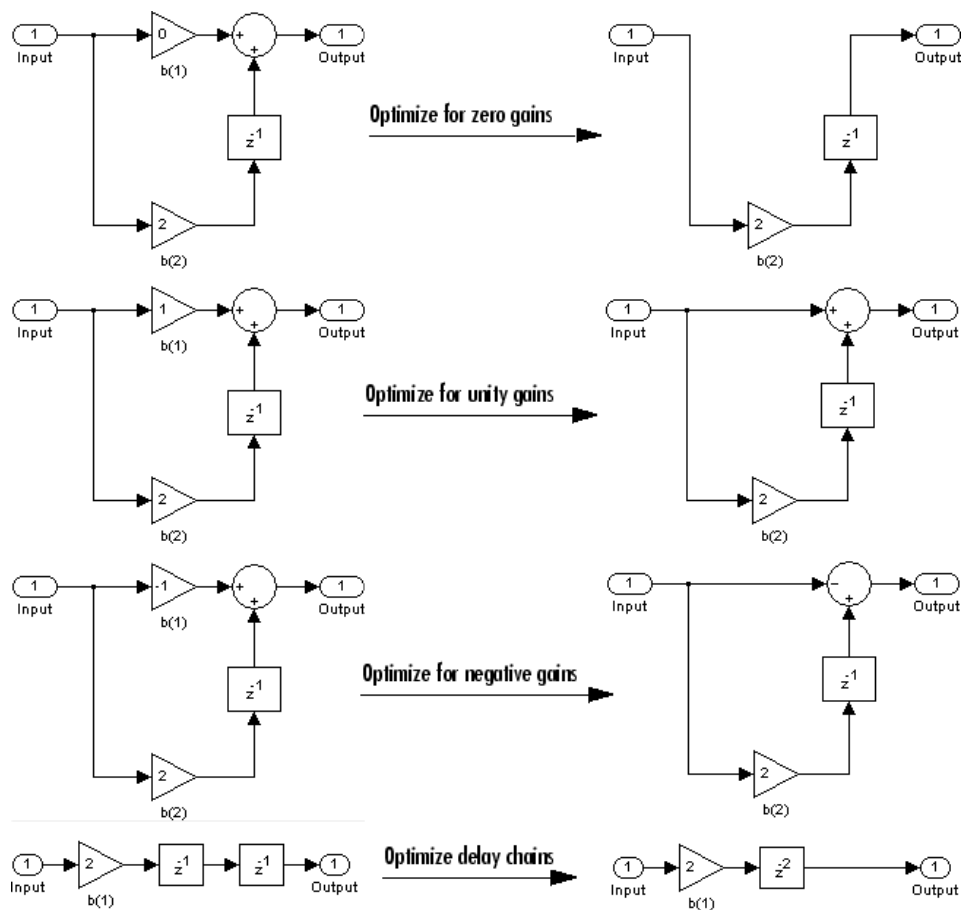 1 0 + 1 1 1
Input b(1) + Output Input Output
Optimize for zero gains
z-1 z-1
2 2
b(2) b(2)
1 1 + 1 1 + 1
Input b(1) + Output Input + Output
Optimize for unity gains
z-1 z-1
2 2
b(2) b(2)
1 -1 + 1 1 − 1
Input b(1) + Output Input + Output
Optimize for negative gains
z-1 z-1
2 2
b(2) b(2)
1 2 z-1 z-1 1 Optimize delay chains 1 2 z-2 1
Input b(1) Output Input b(1) Output